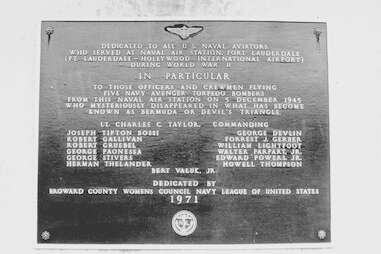 DEDICATED TO ALL U.S. NAVAL AVIATORS,
WHO SERVED AT NAVAL AIR STATION, FORT LAUDERDALE
(FT. LAUDERDALE-HOLLYWOOD INTERNATIONAL AIRPORT)
DURING WORLD WAR II
IN PARTICULAR
TO THOSE OFFICERS AND CREWMEN FLYING
FIVE NAVY AVENGER TORPEDO BOMBERS
FROM THIS NAVAL AIR STATION ON 5 DECEMBER 1945
WHO MYSTERIOUSLY DISAPPEARED IN WHAT HAS BECOME
KNOWN AS BERMUDA OR DEVIL'S TRIANGLE.
LT. CHARLES C. TAYLOR, COMMANDING
JOSEPH TIPTON BOSSI GEORGE DEVLIN
ROBERT GALLIVAN FORREST J. GERBER
ROBERT GRUEBEL WILLIAM LIGHTFOOT
GEORGE PAONESSA WALTER PARPART, JR.
GEORGE STIVERS EDWARD POWERS, JR.
HERMAN THELANDER HOWELL THOMPSON
BERT VALUK, JR.
DEDICATED BY
BROWARD COUNTY WOMENS COUNCIL NAVY LEAGUE OF UNITED STATES
1971